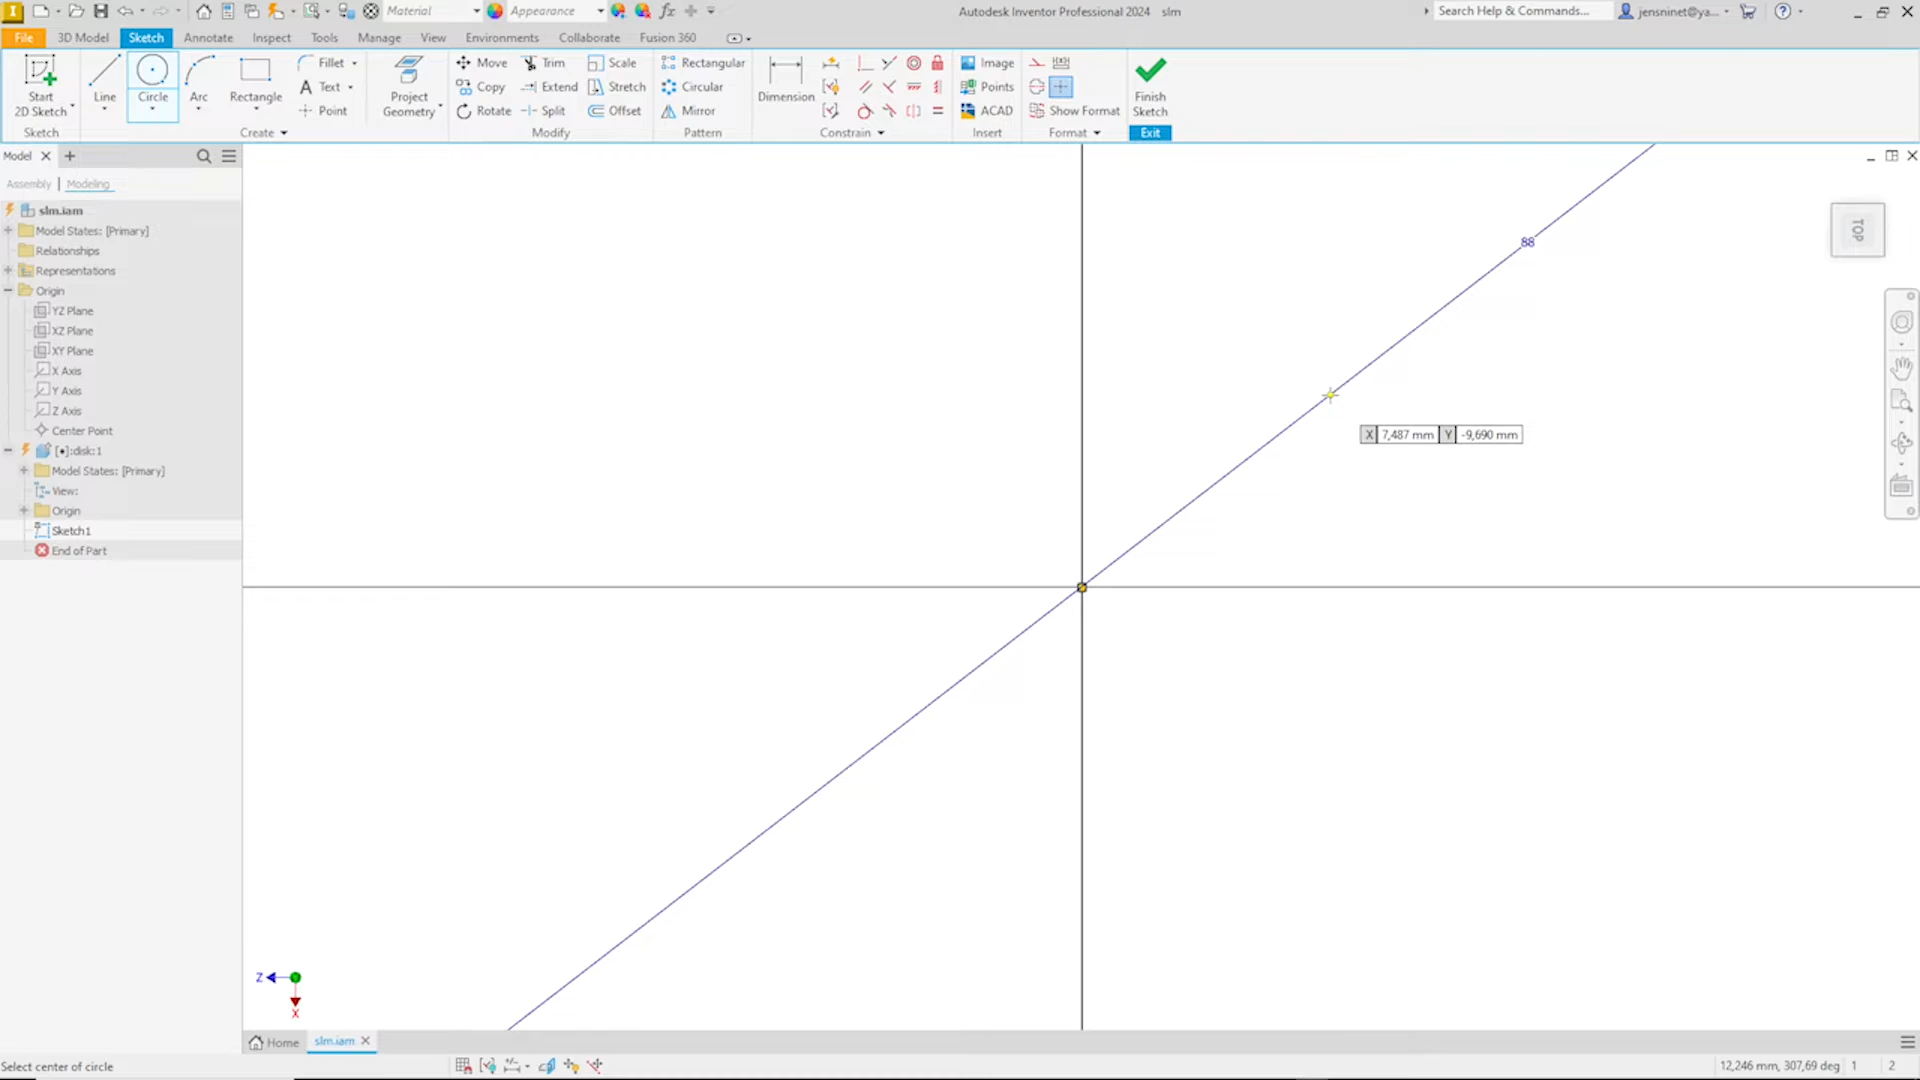 Material
Appearance
Autodesk Inventor Professional 2024 slm
Search Help & Commands...
jensninet@ya...
File
3D Model
Sketch
Annotate
Inspect
Tools
Manage
View
Environments
Collaborate
Fusion 360
Start
2D Sketch
Line
Circle
Arc
Rectangle
Fillet
Text
Point
Project
Geometry
Move
Copy
Rotate
Trim
Extend
Split
Scale
Stretch
Offset
Rectangular
Circular
Mirror
Dimension
Image
Points
ACAD
Show Format
Finish
Sketch
Sketch
Create
Modify
Pattern
Constrain
Insert
Format
Exit
Model
Assembly | Modeling
slm.iam
Model States: [Primary]
Relationships
Representations
Origin
YZ Plane
XZ Plane
XY Plane
X Axis
Y Axis
Z Axis
Center Point
[•]:disk:1
Model States: [Primary]
View:
Origin
Sketch1
End of Part
88
TOP
X 7,487 mm Y -9,690 mm
Z
X
Home
slm.iam
Select center of circle
12,246 mm, 307,69 deg 1 2